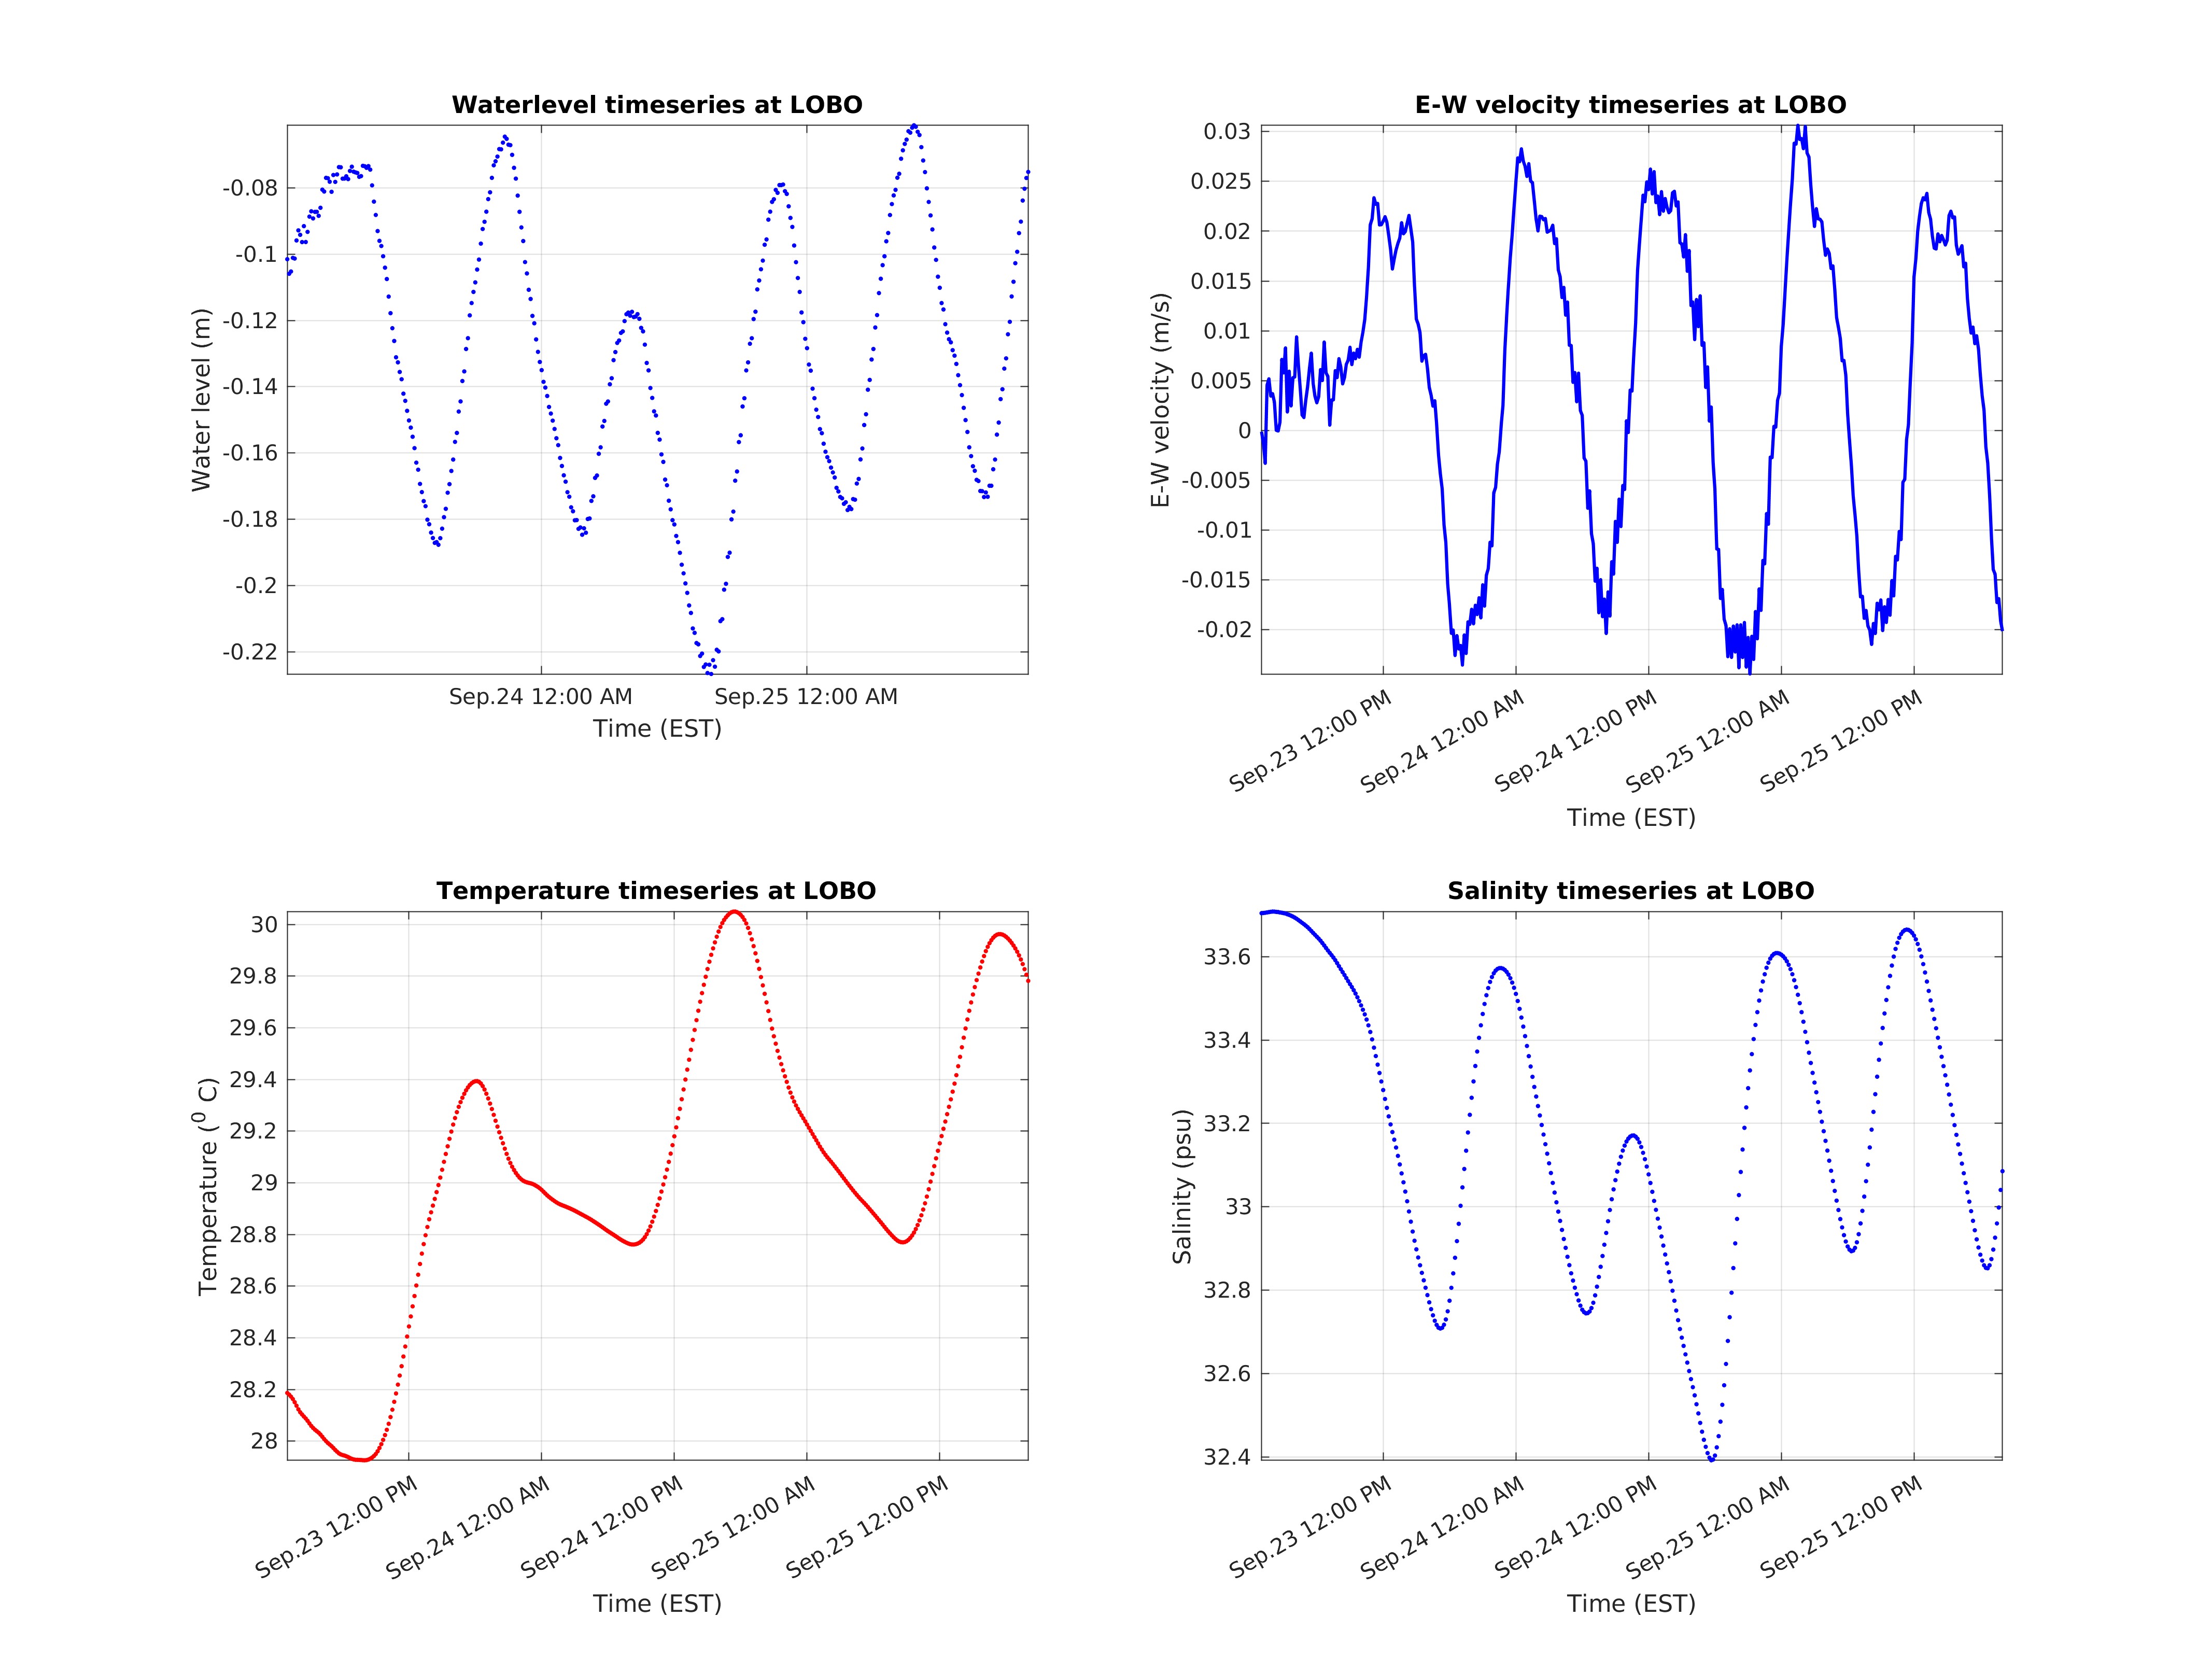 Waterlevel timeseries at LOBO
-0.08
-0.1
-0.12
-0.14
-0.16
-0.18
-0.2
-0.22
Water level (m)
Sep.24 12:00 AM
Sep.25 12:00 AM
Time (EST)
E-W velocity timeseries at LOBO
0.03
0.025
0.02
0.015
0.01
0.005
0
-0.005
-0.01
-0.015
-0.02
E-W velocity (m/s)
Sep.23 12:00 PM
Sep.24 12:00 AM
Sep.24 12:00 PM
Sep.25 12:00 AM
Sep.25 12:00 PM
Time (EST)
Temperature timeseries at LOBO
30
29.8
29.6
29.4
29.2
29
28.8
28.6
28.4
28.2
28
Temperature (⁰ C)
Sep.23 12:00 PM
Sep.24 12:00 AM
Sep.24 12:00 PM
Sep.25 12:00 AM
Sep.25 12:00 PM
Time (EST)
Salinity timeseries at LOBO
33.6
33.4
33.2
33
32.8
32.6
32.4
Salinity (psu)
Sep.23 12:00 PM
Sep.24 12:00 AM
Sep.24 12:00 PM
Sep.25 12:00 AM
Sep.25 12:00 PM
Time (EST)